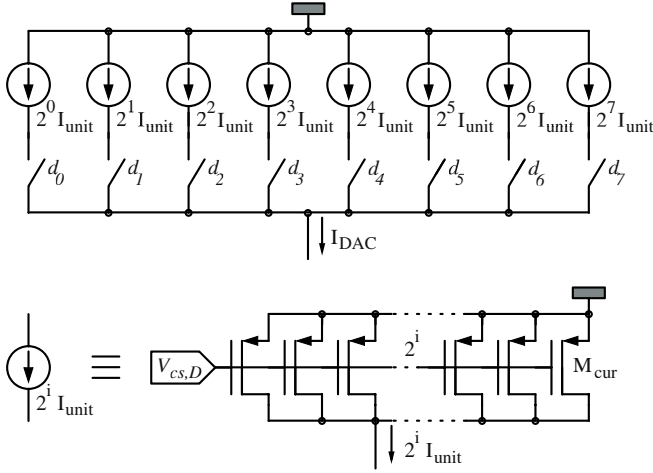 2^0 I_unit 2^1 I_unit 2^2 I_unit 2^3 I_unit 2^4 I_unit 2^5 I_unit 2^6 I_unit 2^7 I_unit
d_0 d_1 d_2 d_3 d_4 d_5 d_6 d_7
I_DAC
2^i
V_cs,D
M_cur
2^i I_unit
2^i I_unit